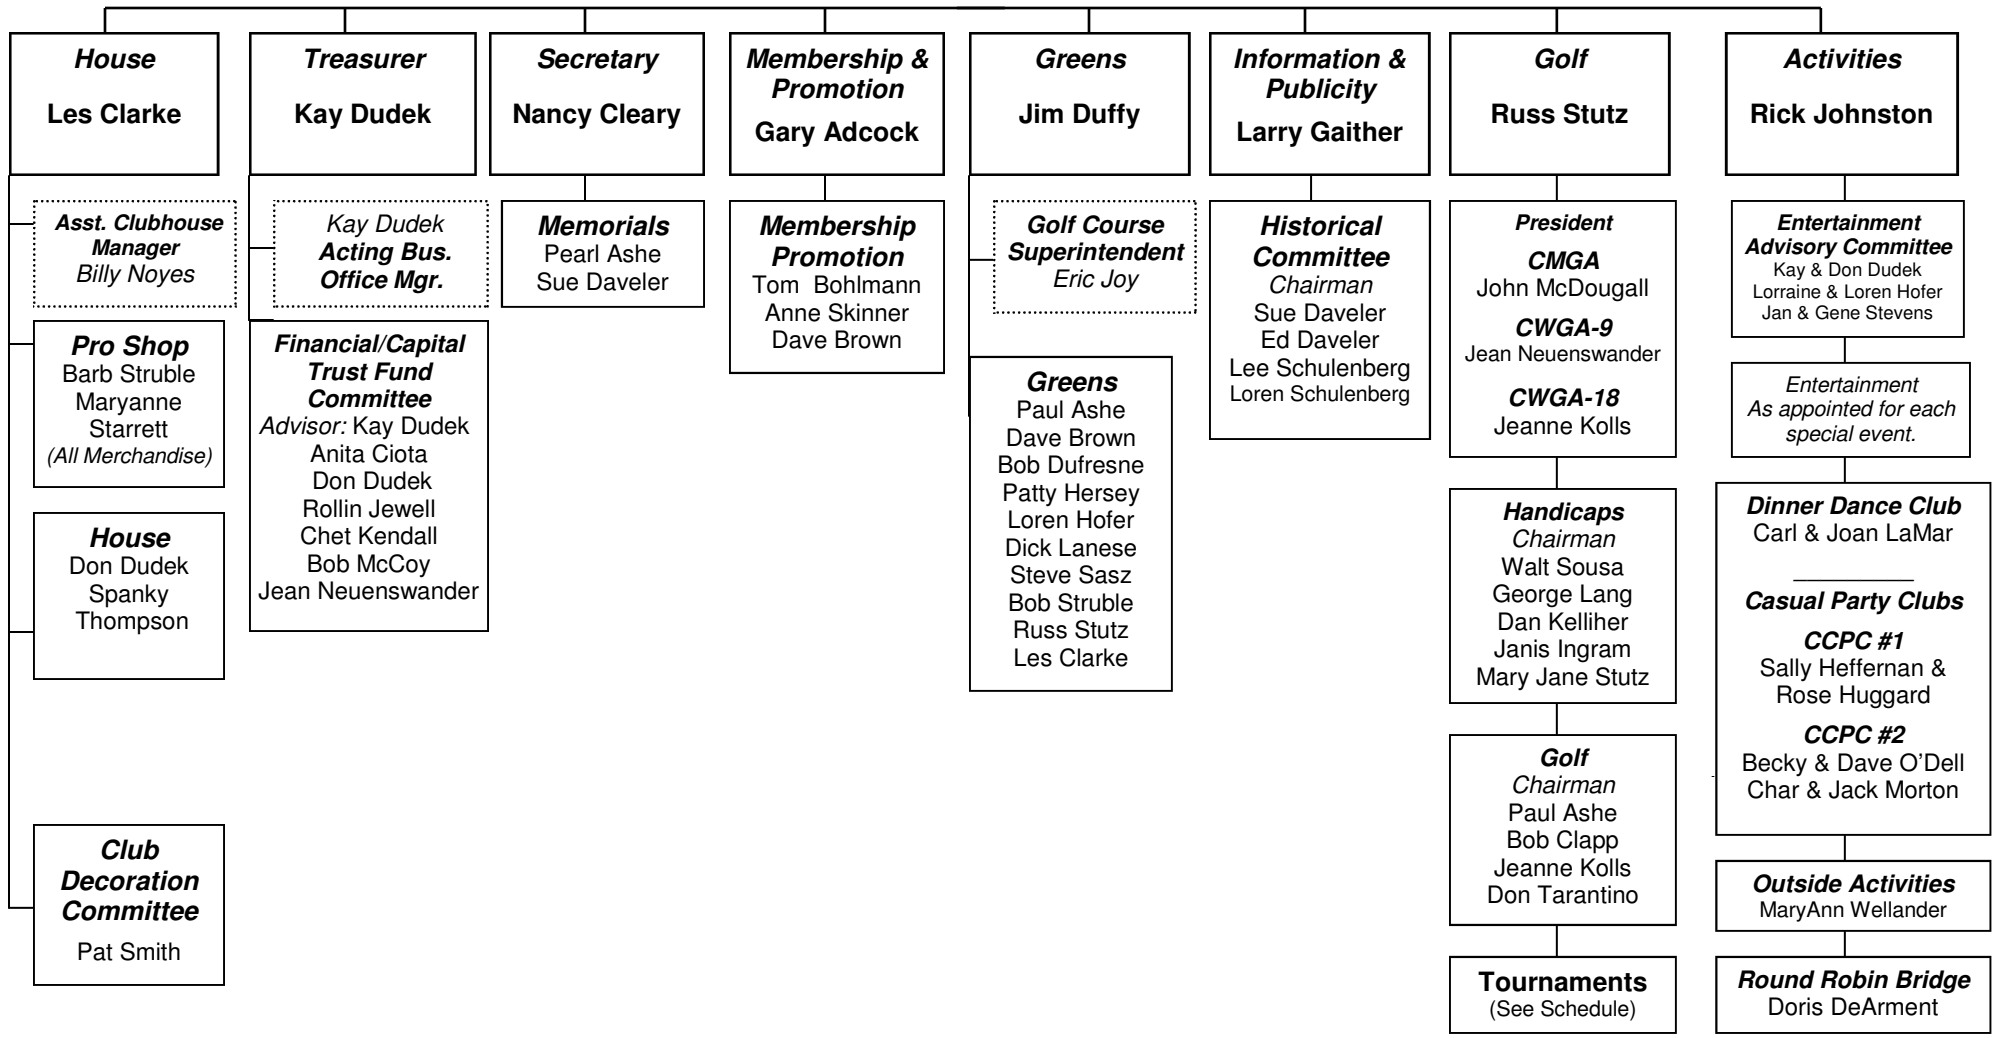 House
Les Clarke
Asst. Clubhouse
Manager
Billy Noyes
Pro Shop
Barb Struble
Maryanne
Starrett
(All Merchandise)
House
Don Dudek
Spanky
Thompson
Club
Decoration
Committee
Pat Smith
Treasurer
Kay Dudek
Kay Dudek
Acting Bus.
Office Mgr.
Financial/Capital
Trust Fund
Committee
Advisor: Kay Dudek
Anita Ciota
Don Dudek
Rollin Jewell
Chet Kendall
Bob McCoy
Jean Neuenswander
Secretary
Nancy Cleary
Memorials
Pearl Ashe
Sue Daveler
Membership &
Promotion
Gary Adcock
Membership
Promotion
Tom Bohlmann
Anne Skinner
Dave Brown
Greens
Jim Duffy
Golf Course
Superintendent
Eric Joy
Greens
Paul Ashe
Dave Brown
Bob Dufresne
Patty Hersey
Loren Hofer
Dick Lanese
Steve Sasz
Bob Struble
Russ Stutz
Les Clarke
Information &
Publicity
Larry Gaither
Historical
Committee
Chairman
Sue Daveler
Ed Daveler
Lee Schulenberg
Loren Schulenberg
Golf
Russ Stutz
President
CMGA
John McDougall
CWGA-9
Jean Neuenswander
CWGA-18
Jeanne Kolls
Handicaps
Chairman
Walt Sousa
George Lang
Dan Kelliher
Janis Ingram
Mary Jane Stutz
Golf
Chairman
Paul Ashe
Bob Clapp
Jeanne Kolls
Don Tarantino
Tournaments
(See Schedule)
Activities
Rick Johnston
Entertainment
Advisory Committee
Kay & Don Dudek
Lorraine & Loren Hofer
Jan & Gene Stevens
Entertainment
As appointed for each
special event.
Dinner Dance Club
Carl & Joan LaMar
_________
Casual Party Clubs
CCPC #1
Sally Heffernan &
Rose Huggard
CCPC #2
Becky & Dave O’Dell
Char & Jack Morton
Outside Activities
MaryAnn Wellander
Round Robin Bridge
Doris DeArment